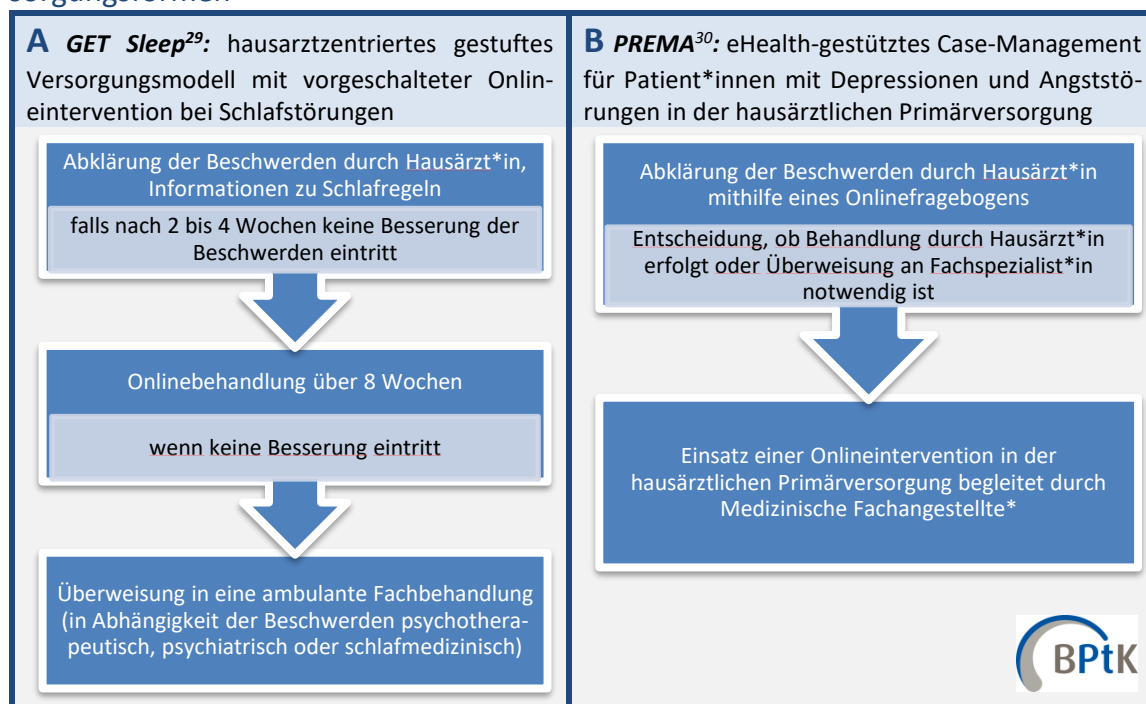 sorgungsformen
A GET Sleep29: hausarztzentriertes gestuftes
Versorgungsmodell mit vorgeschalteter Onlin-
eintervention bei Schlafstörungen
Abklärung der Beschwerden durch Hausärzt*in,
Informationen zu Schlafregeln
falls nach 2 bis 4 Wochen keine Besserung der
Beschwerden eintritt
Onlinebehandlung über 8 Wochen
wenn keine Besserung eintritt
Überweisung in eine ambulante Fachbehandlung
(in Abhängigkeit der Beschwerden psychothera-
peutisch, psychiatrisch oder schlafmedizinisch)
B PREMA30: eHealth-gestütztes Case-Management
für Patient*innen mit Depressionen und Angststö-
rungen in der hausärztlichen Primärversorgung
Abklärung der Beschwerden durch Hausärzt*in
mithilfe eines Onlinefragebogens
Entscheidung, ob Behandlung durch Hausärzt*in
erfolgt oder Überweisung an Fachspezialist*in
notwendig ist
Einsatz einer Onlineintervention in der
hausärztlichen Primärversorgung begleitet durch
Medizinische Fachangestellte*
BPtK